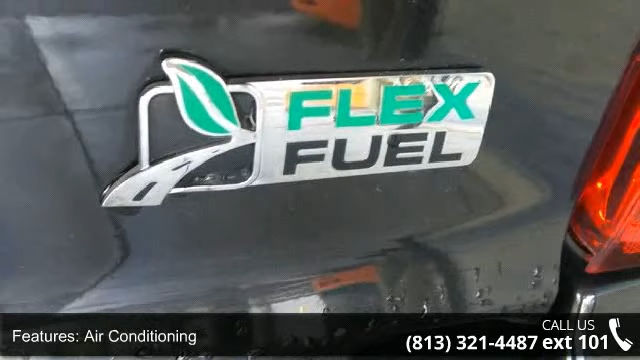 FLEX
FUEL
Features: Air Conditioning
CALL US
(813) 321-4487 ext 101